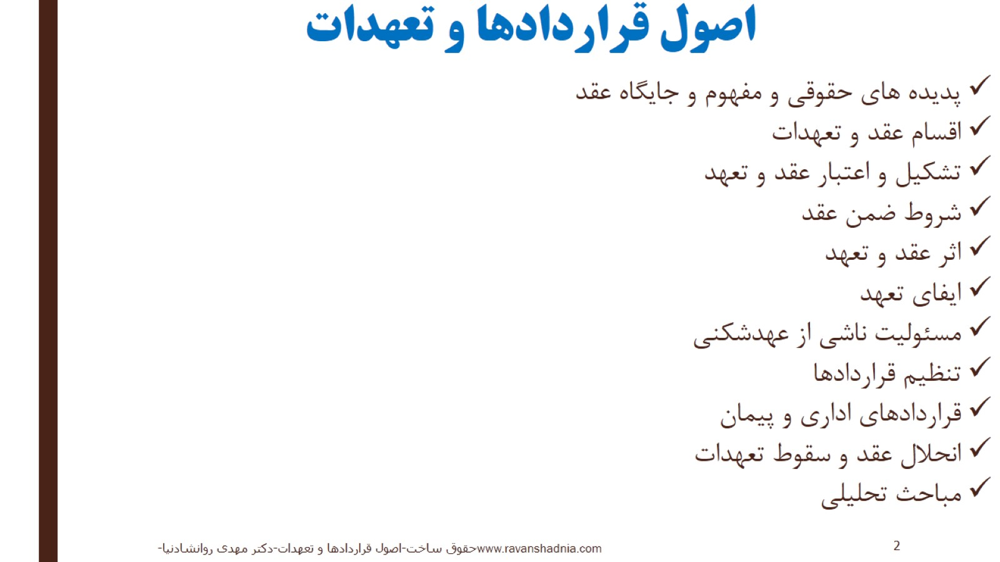 اصول قراردادها و تعهدات
✓ پدیده های حقوقی و مفهوم و جایگاه عقد
✓ اقسام عقد و تعهدات
✓ تشکیل و اعتبار عقد و تعهد
✓ شروط ضمن عقد
✓ اثر عقد و تعهد
✓ ایفای تعهد
✓ مسئولیت ناشی از عهدشکنی
✓ تنظیم قراردادها
✓ قراردادهای اداری و پیمان
✓ انحلال عقد و سقوط تعهدات
✓ مباحث تحلیلی
www.ravanshadnia.comحقوق ساخت-اصول قراردادها و تعهدات-دکتر مهدی روانشادنیا-
2